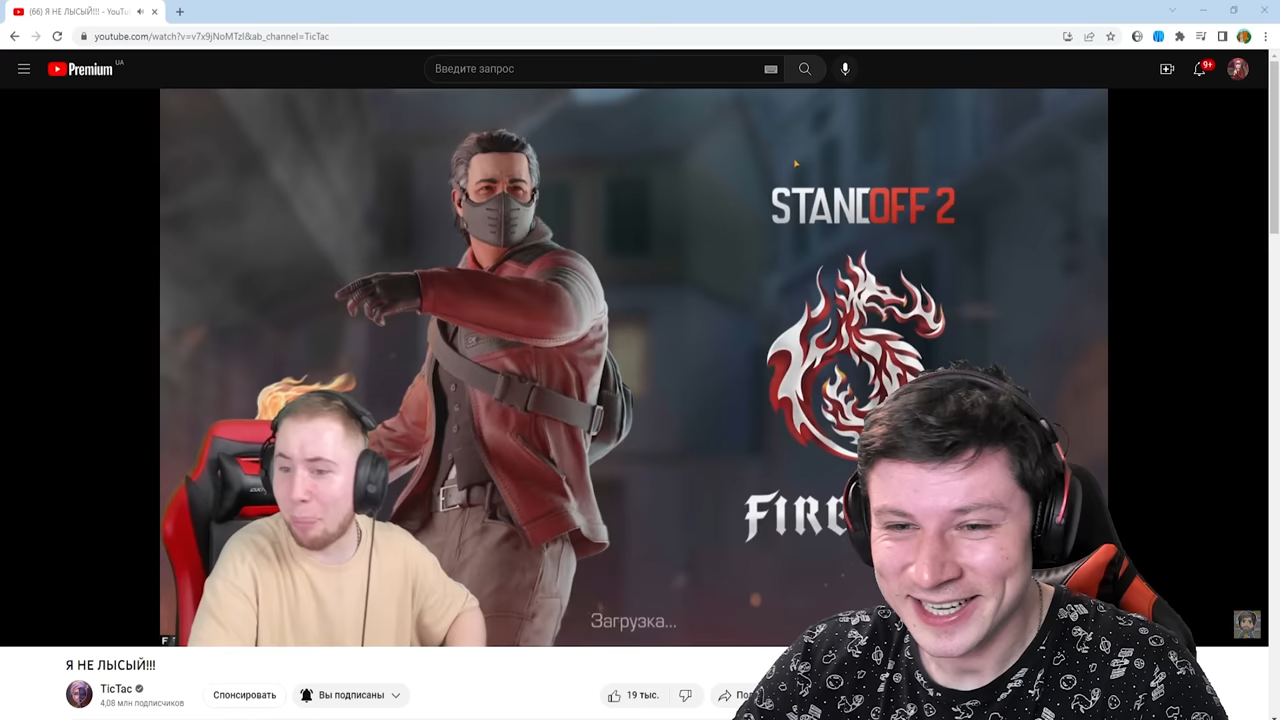 (66) Я НЕ ЛЫСЫЙ!!! - YouTu
youtube.com/watch?v=v7x9jNoMTzI&ab_channel=TicTac
Premium UA
Введите запрос
9+
STANDOFF 2
Загрузка...
Я НЕ ЛЫСЫЙ!!!
TicTac
4,08 млн подписчиков
Спонсировать
Вы подписаны
19 тыс.